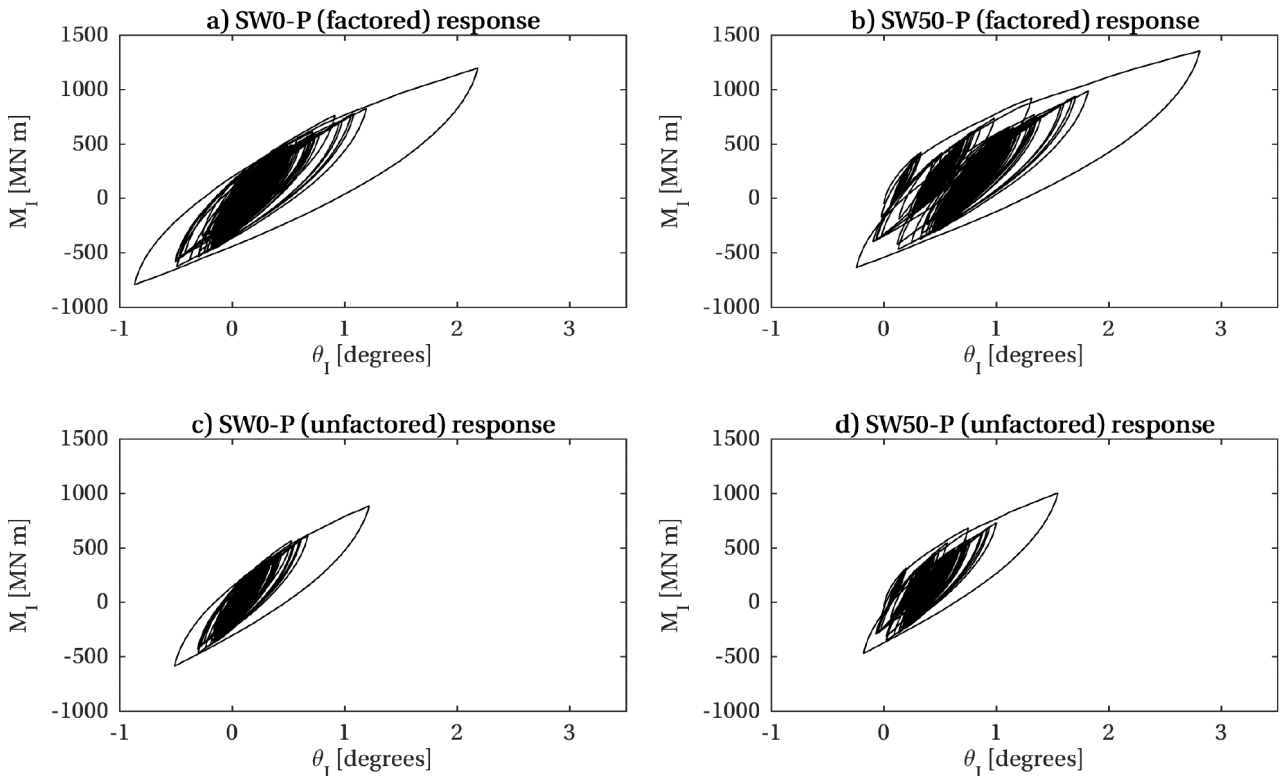 a) SW0-P (factored) response
1500
1000
500
0
-500
-1000
-1 0 1 2 3
M_I [MN m]
θ_I [degrees]
b) SW50-P (factored) response
1500
1000
500
0
-500
-1000
-1 0 1 2 3
M_I [MN m]
θ_I [degrees]
c) SW0-P (unfactored) response
1500
1000
500
0
-500
-1000
-1 0 1 2 3
M_I [MN m]
θ_I [degrees]
d) SW50-P (unfactored) response
1500
1000
500
0
-500
-1000
-1 0 1 2 3
M_I [MN m]
θ_I [degrees]